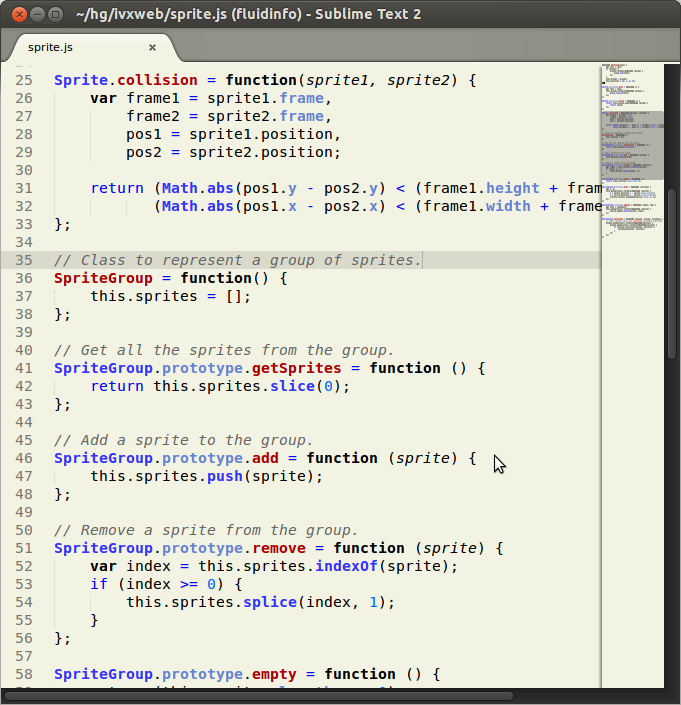 ~/hg/ivxweb/sprite.js (fluidinfo) - Sublime Text 2
sprite.js ×
25 Sprite.collision = function(sprite1, sprite2) {
26     var frame1 = sprite1.frame,
27         frame2 = sprite2.frame,
28         pos1 = sprite1.position,
29         pos2 = sprite2.position;
30
31     return (Math.abs(pos1.y - pos2.y) < (frame1.height + fram
32            (Math.abs(pos1.x - pos2.x) < (frame1.width + frame
33 };
34
35 // Class to represent a group of sprites.
36 SpriteGroup = function() {
37     this.sprites = [];
38 };
39
40 // Get all the sprites from the group.
41 SpriteGroup.prototype.getSprites = function () {
42     return this.sprites.slice(0);
43 };
44
45 // Add a sprite to the group.
46 SpriteGroup.prototype.add = function (sprite) {
47     this.sprites.push(sprite);
48 };
49
50 // Remove a sprite from the group.
51 SpriteGroup.prototype.remove = function (sprite) {
52     var index = this.sprites.indexOf(sprite);
53     if (index >= 0) {
54         this.sprites.splice(index, 1);
55     }
56 };
57
58 SpriteGroup.prototype.empty = function () {